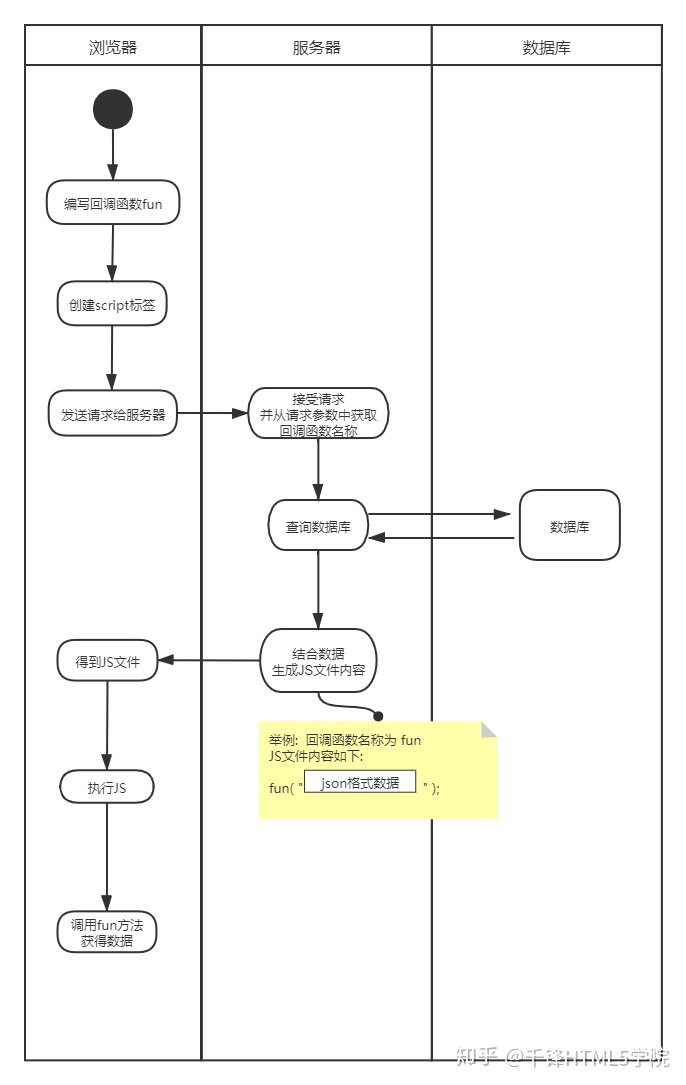 浏览器
服务器
数据库
编写回调函数fun
创建script标签
发送请求给服务器
接受请求
并从请求参数中获取
回调函数名称
查询数据库
数据库
得到JS文件
结合数据
生成JS文件内容
举例: 回调函数名称为 fun
JS文件内容如下:
fun( " json格式数据 " );
执行JS
调用fun方法
获得数据
知乎 @千锋HTML5学院